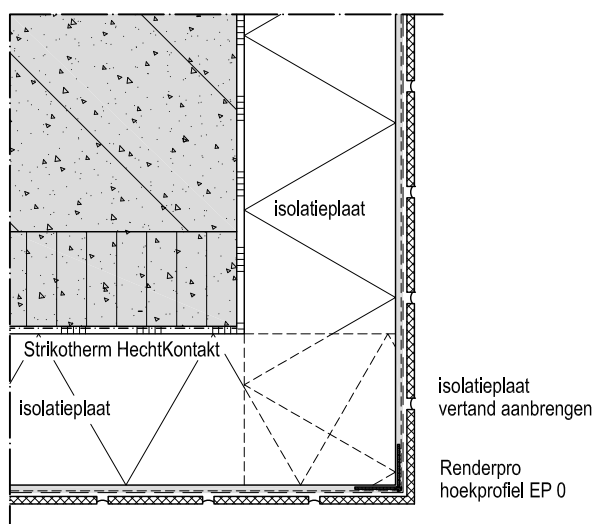 isolatieplaat
Strikotherm HechtKontakt
isolatieplaat
isolatieplaat
vertand aanbrengen
Renderpro
hoekprofiel EP 0